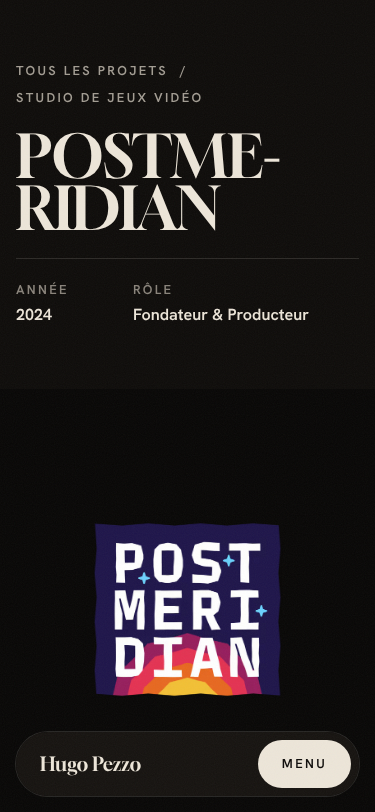 TOUS LES PROJETS /
STUDIO DE JEUX VIDÉO
POSTME-
RIDIAN
ANNÉE RÔLE
2024 Fondateur & Producteur
POST
MERI
DIAN
Hugo Pezzo MENU